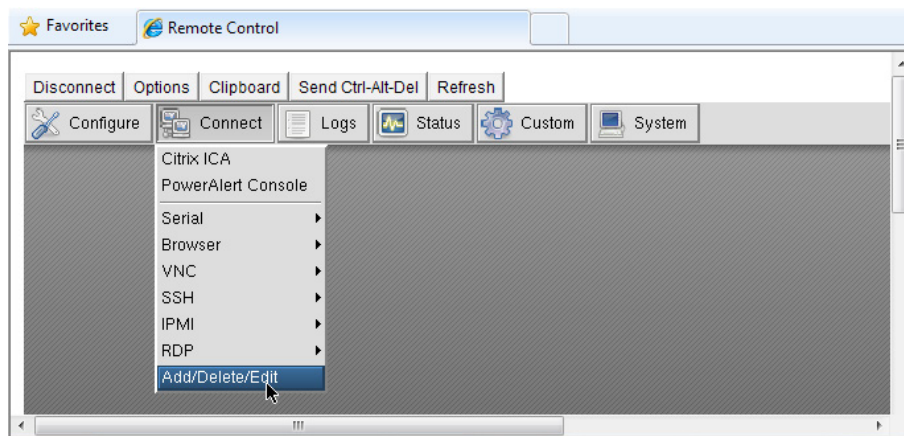 Favorites Remote Control
Disconnect Options Clipboard Send Ctrl-Alt-Del Refresh
Configure Connect Logs Status Custom System
Citrix ICA
PowerAlert Console
Serial
Browser
VNC
SSH
IPMI
RDP
Add/Delete/Edit